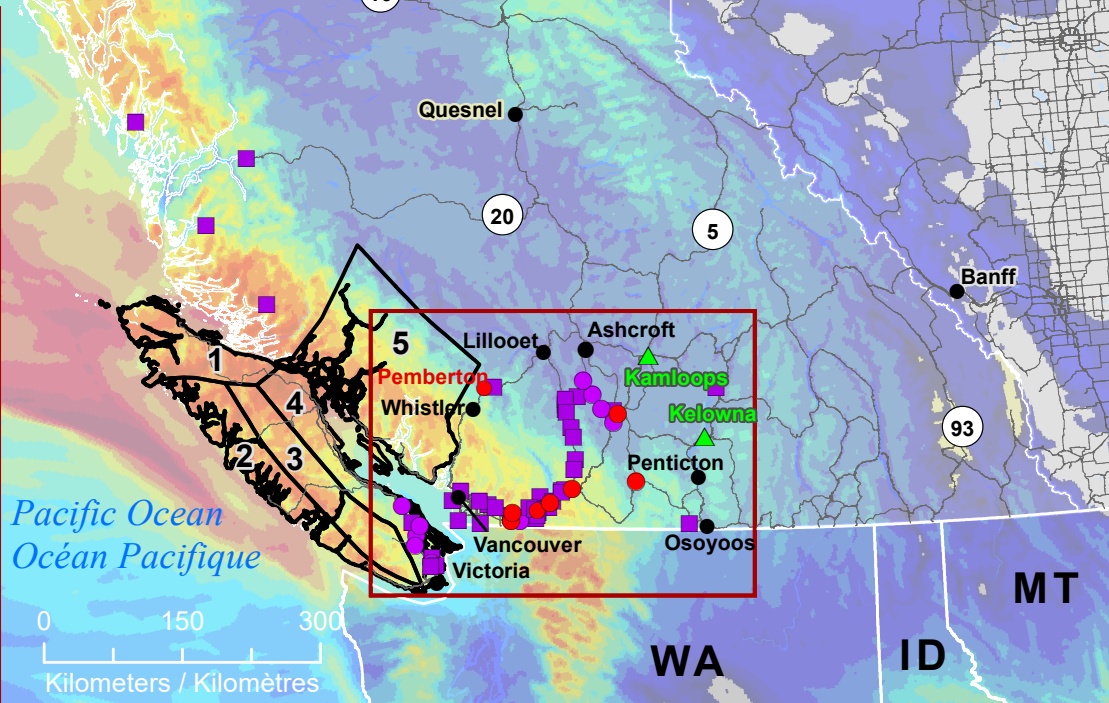 Quesnel
20
5
Banff
Lillooet
Ashcroft
5
1
Pemberton
Kamloops
Whistler
4
Kelowna
93
2
3
Penticton
Pacific Ocean
Océan Pacifique
Vancouver
Osoyoos
Victoria
MT
0 150 300
WA
ID
Kilometers / Kilomètres